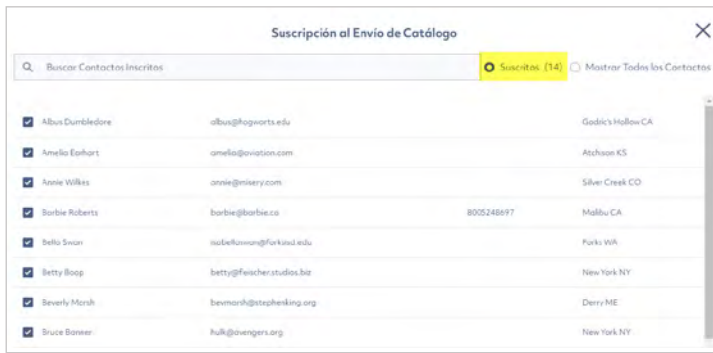 Suscripción al Envío de Catálogo
Buscar Contactos Inscritos Suscritos (14) Mostrar Todos los Contactos
Albus Dumbledore albus@hogwarts.edu Godric's Hollow CA
Amelia Earhart amelia@aviation.com Atchison KS
Annie Wilkes annie@misery.com Silver Creek CO
Barbie Roberts barbie@barbie.co 8005248697 Malibu CA
Bella Swan isabellaswan@forksisd.edu Forks WA
Betty Boop betty@feischer.studios.biz New York NY
Beverly Marsh bevmarsh@stephenking.org Derry ME
Bruce Banner hulk@avengers.org New York NY